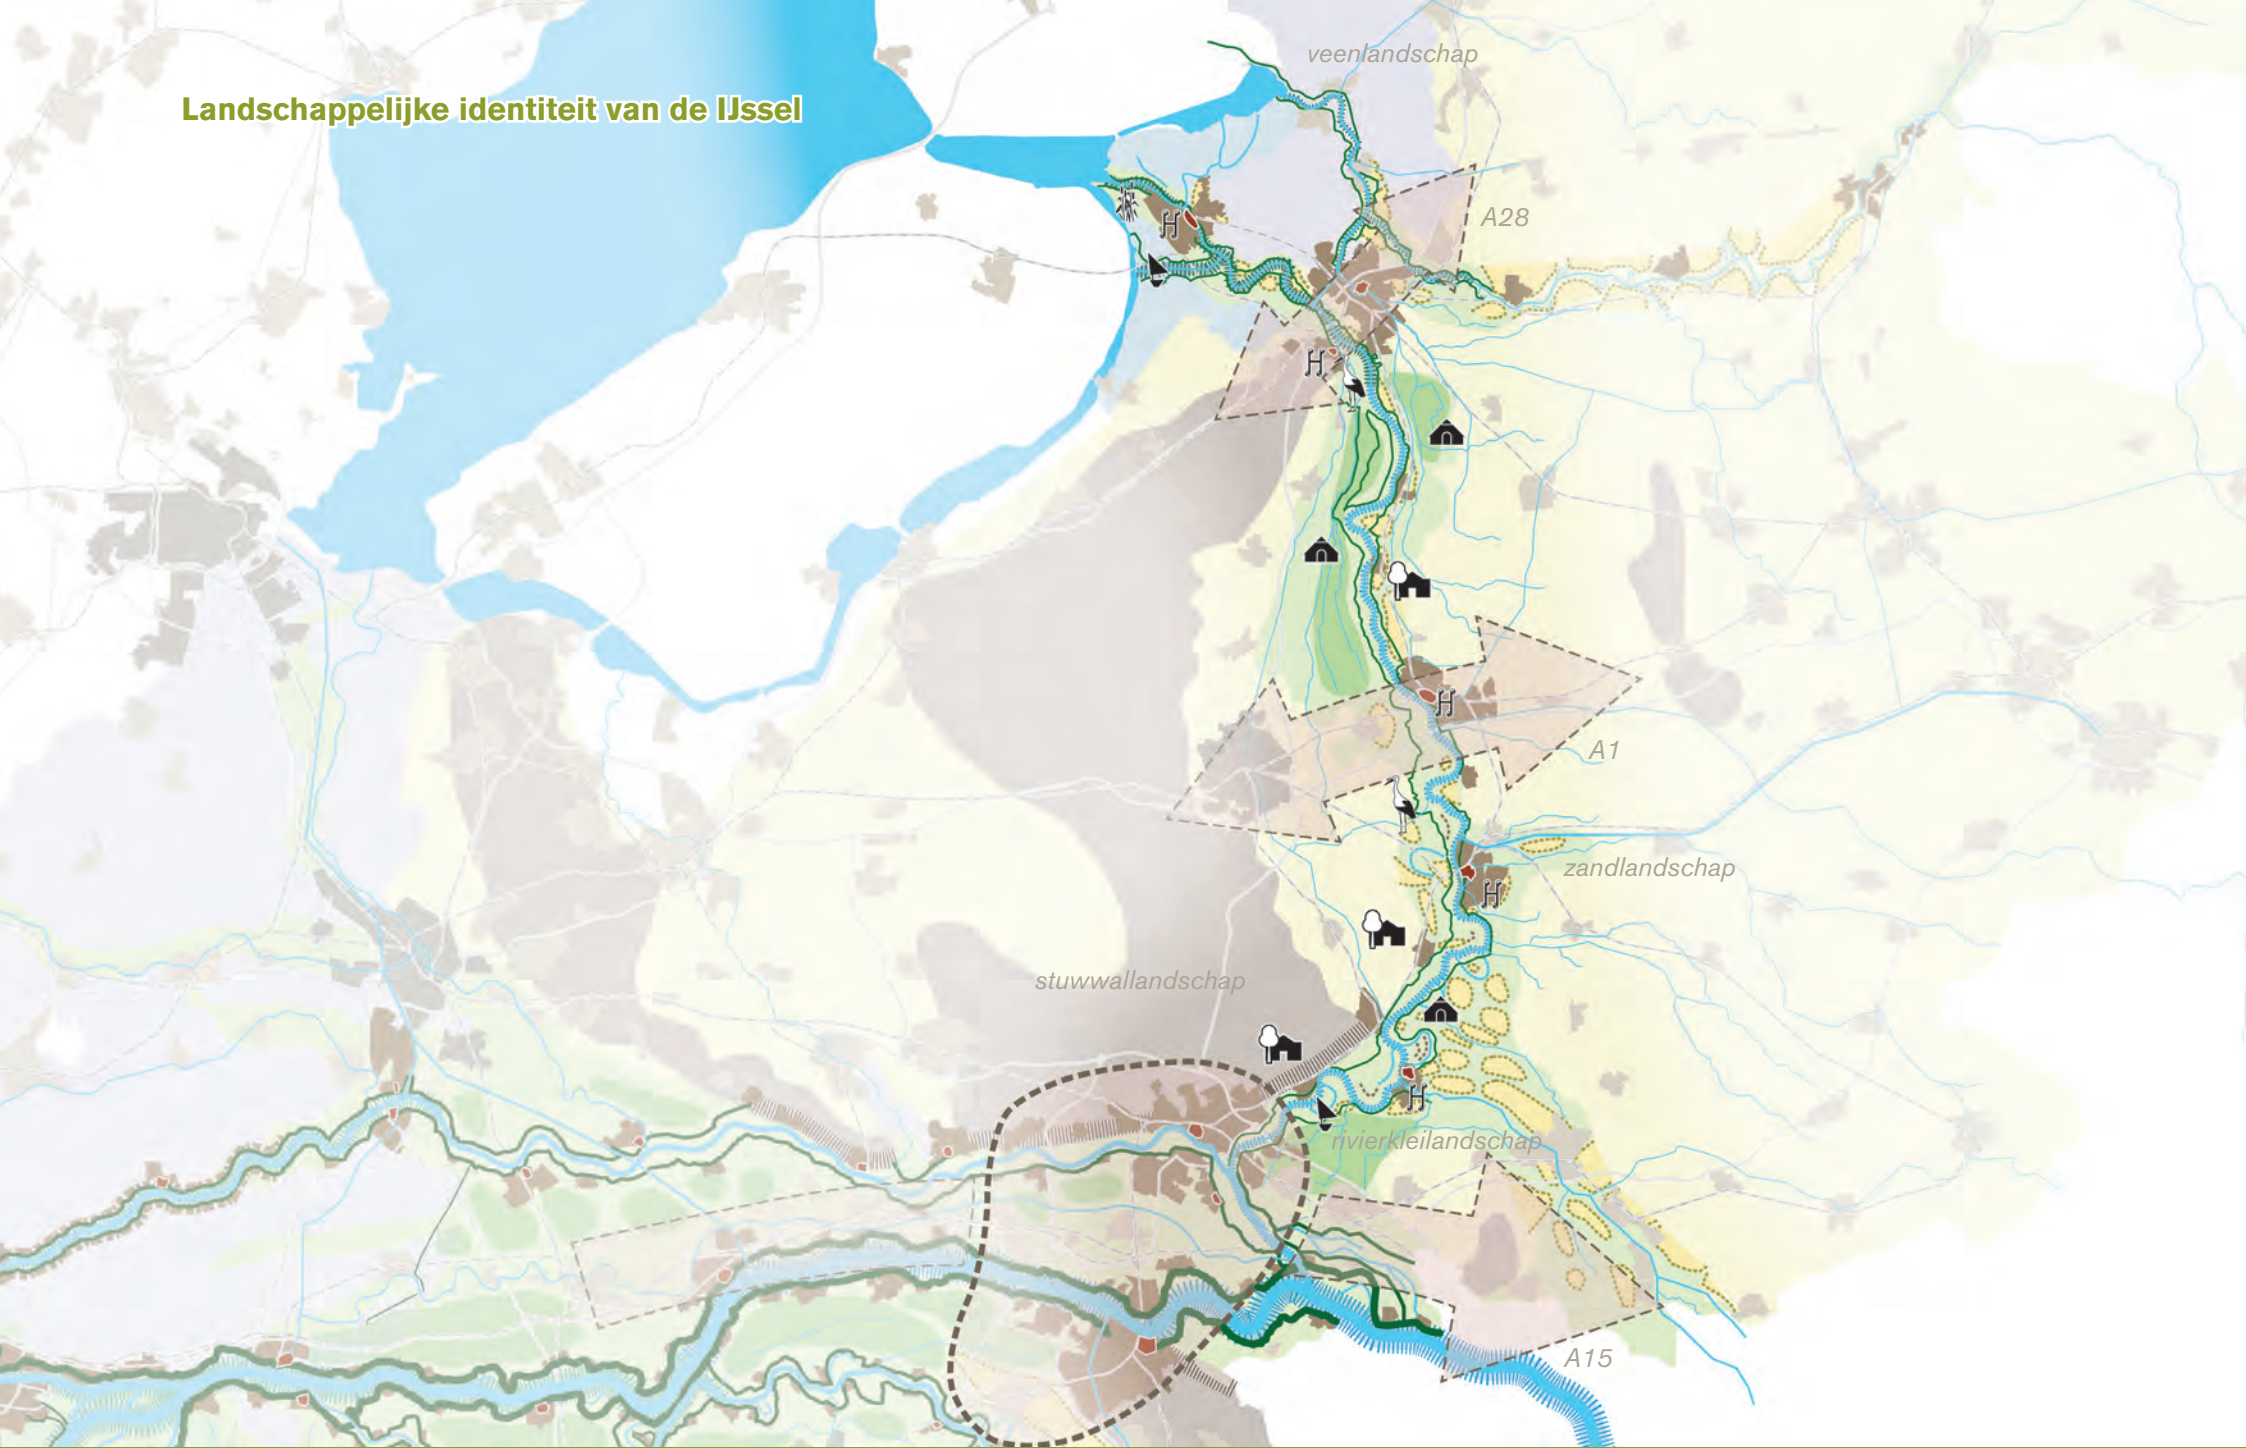 veenlandschap
Landschappelijke identiteit van de IJssel
A28
A1
zandlandschap
stuwwallandschap
rivierkleilandschap
A15